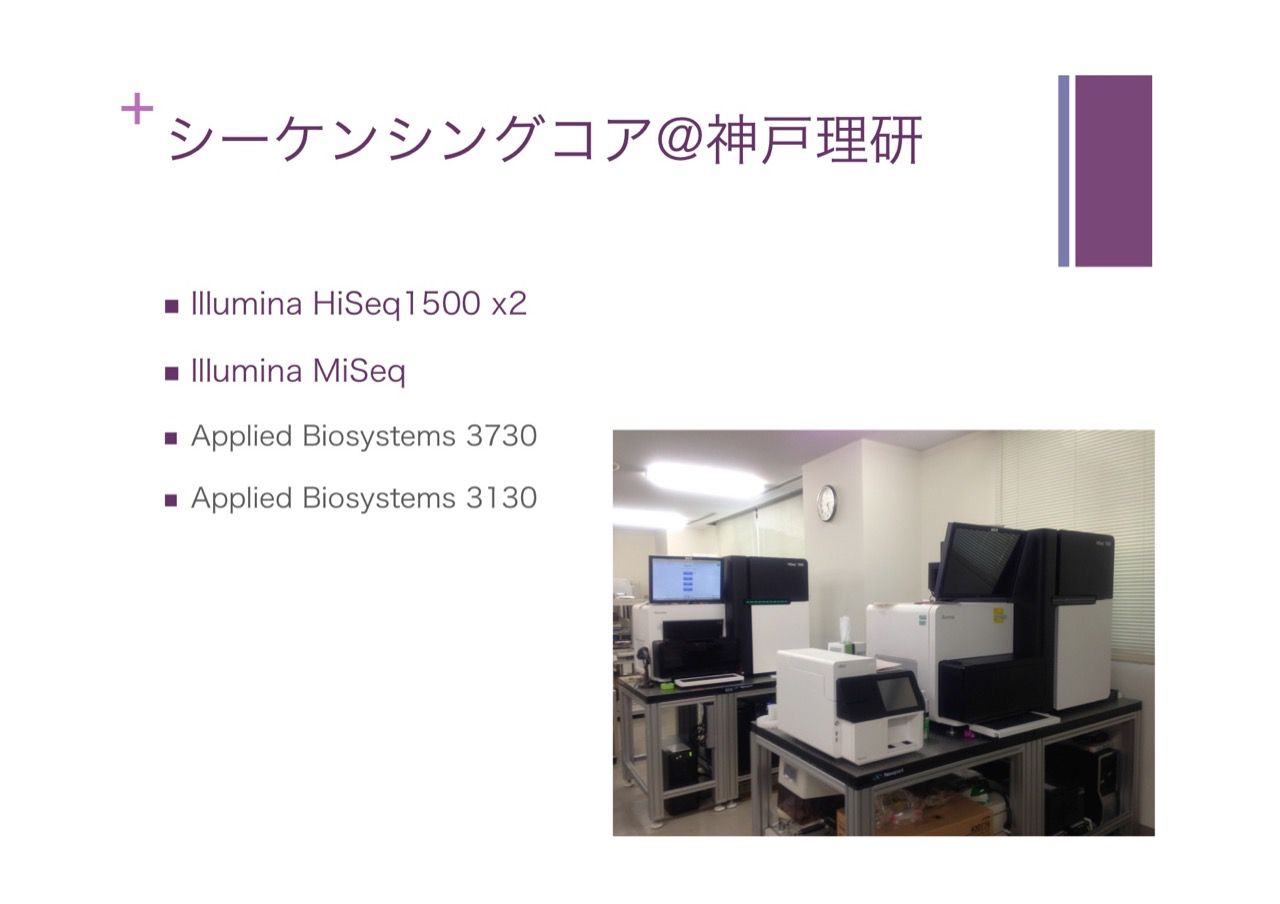 シーケンシングコア@神戸理研
Illumina HiSeq1500 x2
Illumina MiSeq
Applied Biosystems 3730
Applied Biosystems 3130
Newport